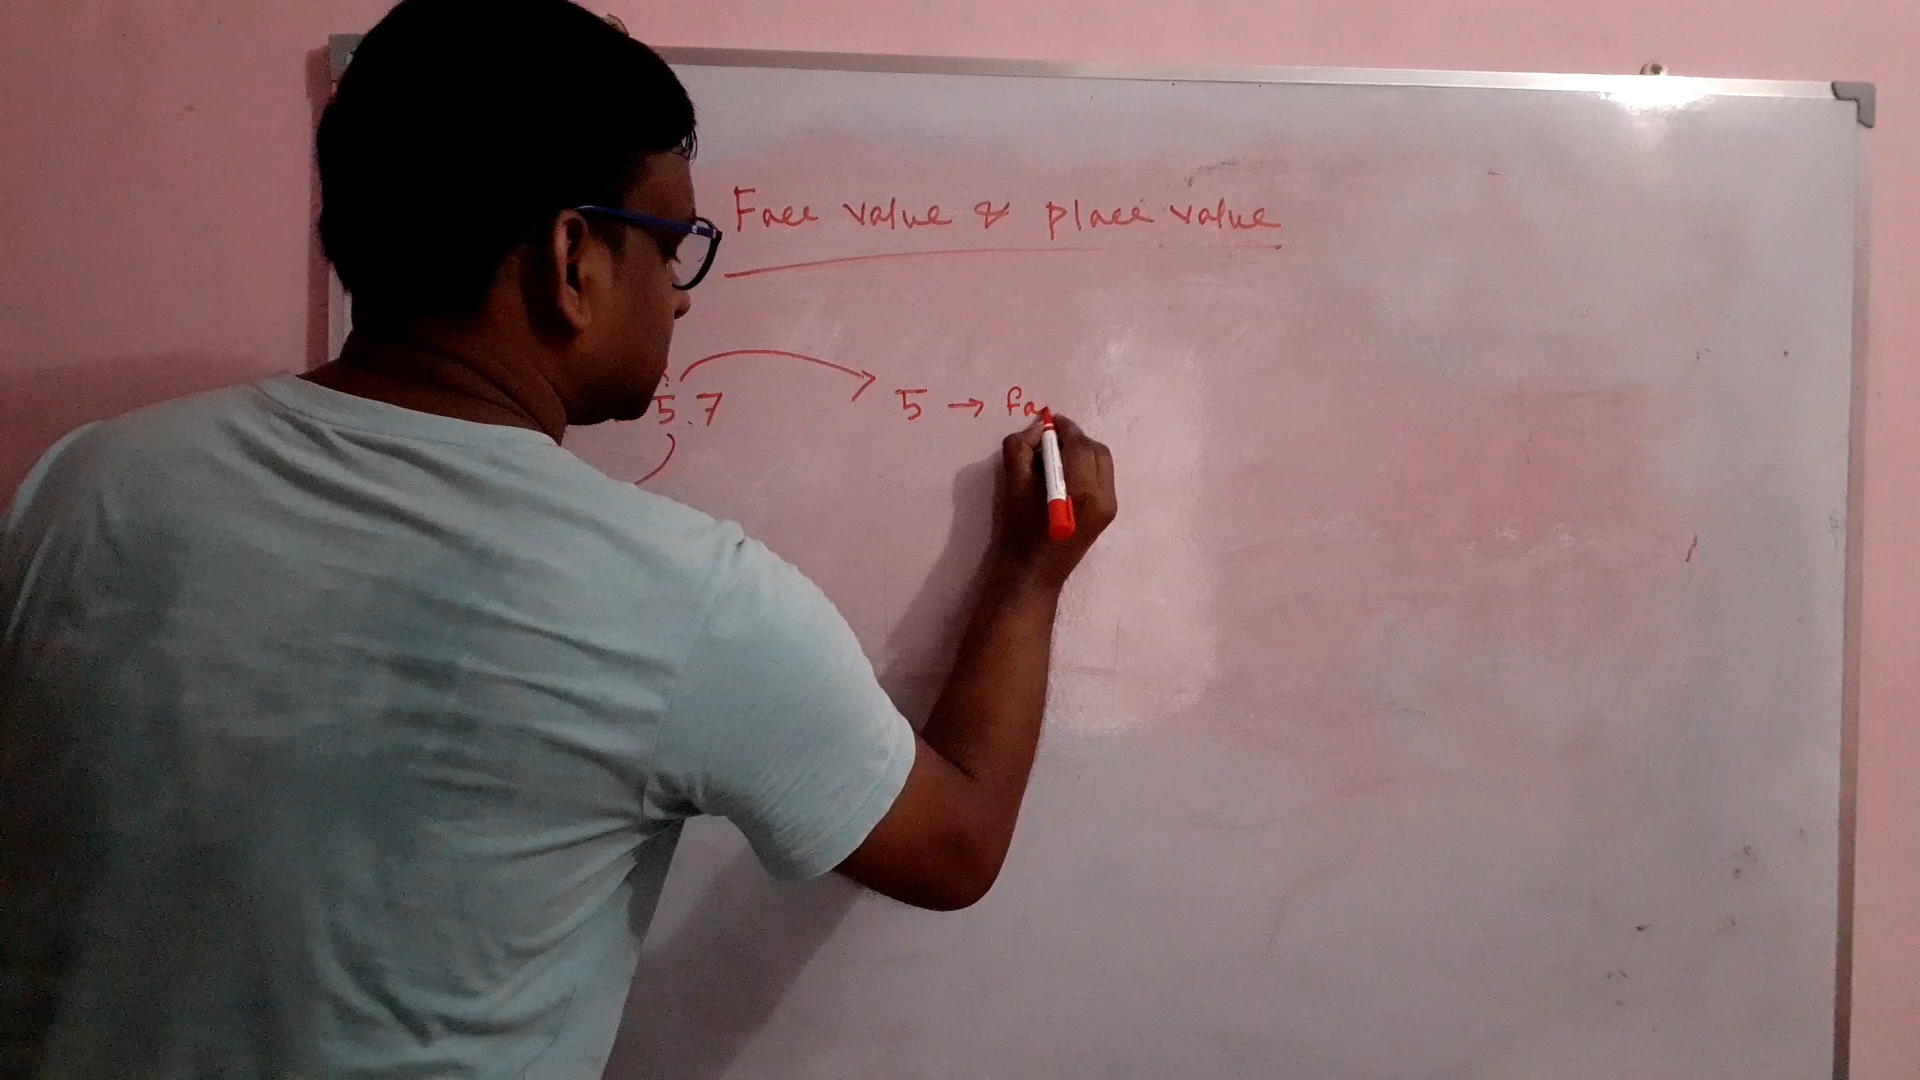 Face value & place value
5.7 5 → fa